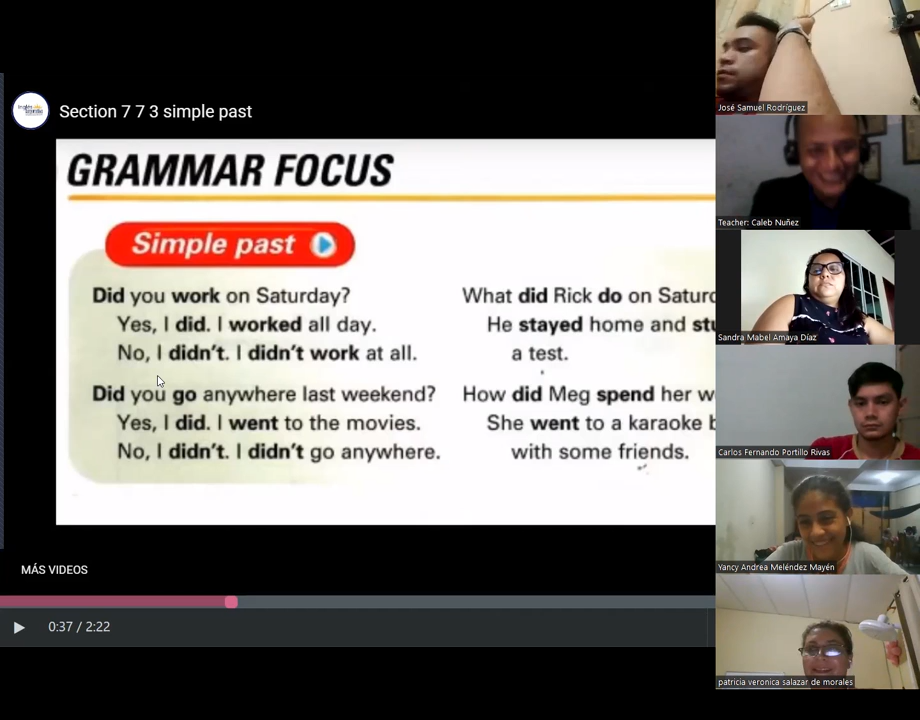 Section 7 7 3 simple past
GRAMMAR FOCUS
Simple past
Did you work on Saturday?
Yes, I did. I worked all day.
No, I didn't. I didn't work at all.
Did you go anywhere last weekend?
Yes, I did. I went to the movies.
No, I didn't. I didn't go anywhere.
What did Rick do on Saturd
He stayed home and stu
a test.
How did Meg spend her w
She went to a karaoke b
with some friends.
MÁS VIDEOS
0:37 / 2:22
José Samuel Rodríguez
Teacher: Caleb Nuñez
Sandra Mabel Amaya Díaz
Carlos Fernando Portillo Rivas
Yancy Andrea Meléndez Mayén
patricia veronica salazar de morales